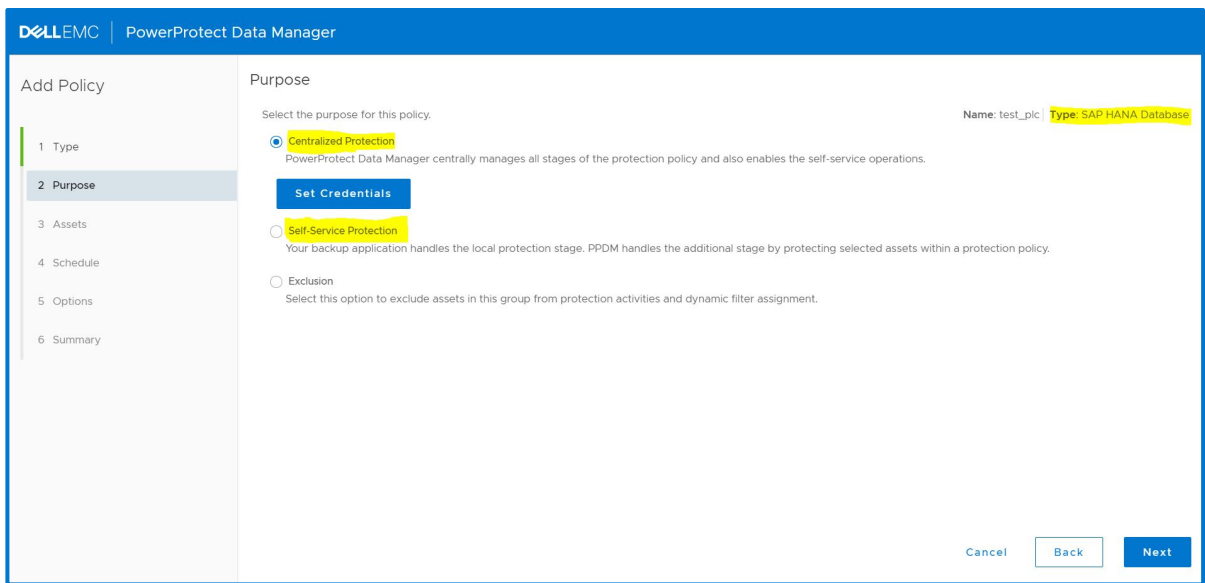 DELLEMC | PowerProtect Data Manager
Add Policy
1 Type
2 Purpose
3 Assets
4 Schedule
5 Options
6 Summary
Purpose
Select the purpose for this policy.
Name: test_plc | Type: SAP HANA Database
Centralized Protection
PowerProtect Data Manager centrally manages all stages of the protection policy and also enables the self-service operations.
Set Credentials
Self-Service Protection
Your backup application handles the local protection stage. PPDM handles the additional stage by protecting selected assets within a protection policy.
Exclusion
Select this option to exclude assets in this group from protection activities and dynamic filter assignment.
Cancel
Back
Next